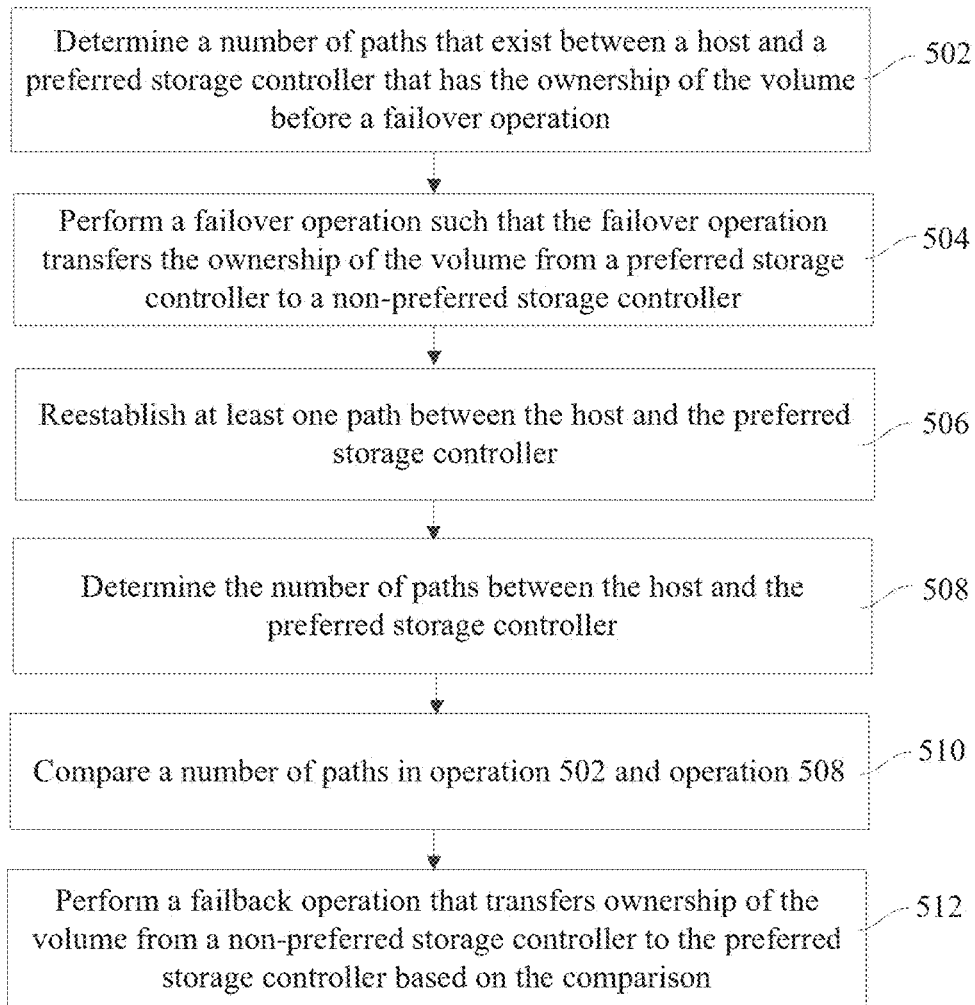 Determine a number of paths that exist between a host and a
preferred storage controller that has the ownership of the volume
before a failover operation
502
Perform a failover operation such that the failover operation
transfers the ownership of the volume from a preferred storage
controller to a non-preferred storage controller
504
Reestablish at least one path between the host and the preferred
storage controller
506
Determine the number of paths between the host and the
preferred storage controller
508
Compare a number of paths in operation 502 and operation 508
510
Perform a failback operation that transfers ownership of the
volume from a non-preferred storage controller to the preferred
storage controller based on the comparison
512